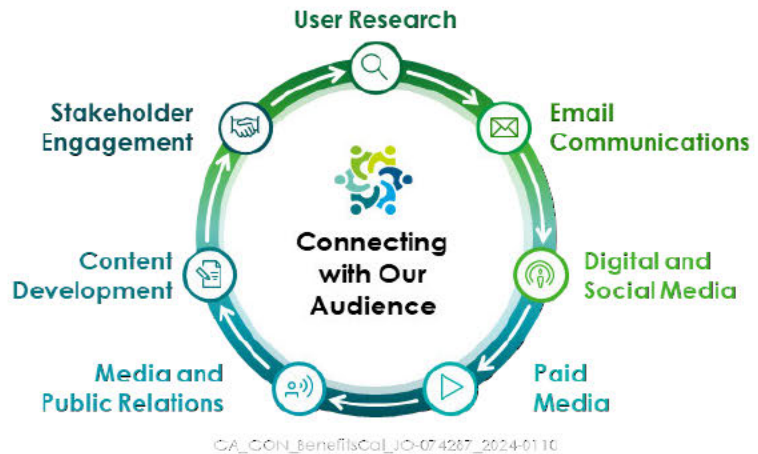 User Research
Stakeholder
Engagement
Email
Communications
Connecting
with Our
Audience
Content
Development
Digital and
Social Media
Media and
Public Relations
Paid
Media
CA_CON_BenefitsCal_JO-074267_2024-0110